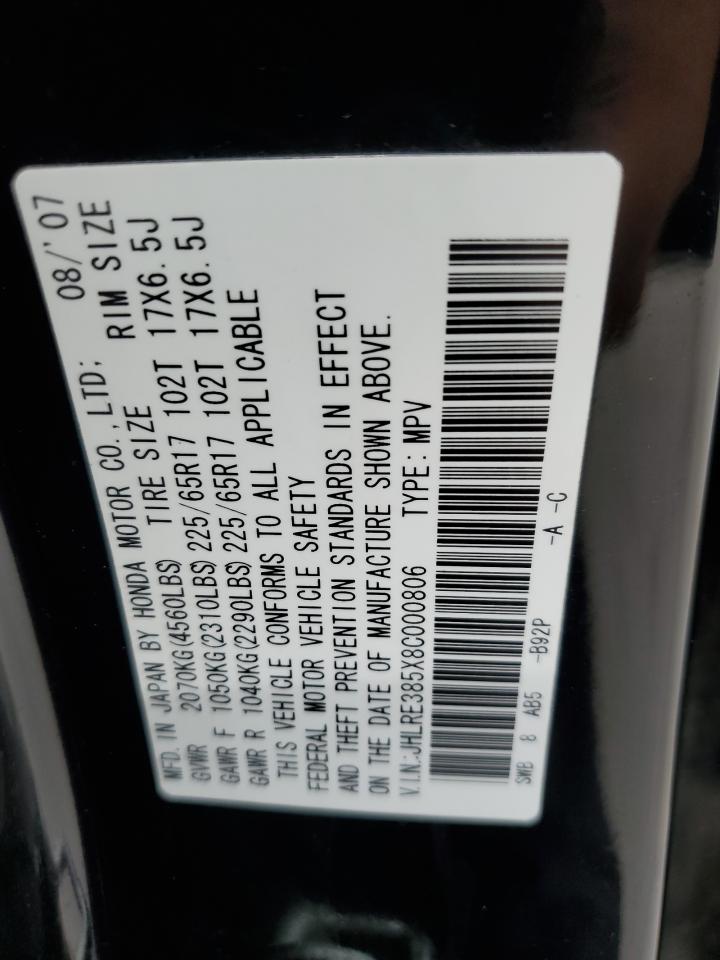 MFD. IN JAPAN BY HONDA MOTOR CO.,LTD; 08/'07
GVWR 2070KG(4560LBS) TIRE SIZE RIM SIZE
GAWR F 1050KG(2310LBS) 225/65R17 102T 17X6.5J
GAWR R 1040KG(2290LBS) 225/65R17 102T 17X6.5J
THIS VEHICLE CONFORMS TO ALL APPLICABLE
FEDERAL MOTOR VEHICLE SAFETY
AND THEFT PREVENTION STANDARDS IN EFFECT
ON THE DATE OF MANUFACTURE SHOWN ABOVE.
V.I.N:JHLRE385X8C000806 TYPE: MPV
SWB 8 AB5 -B92P -A -C